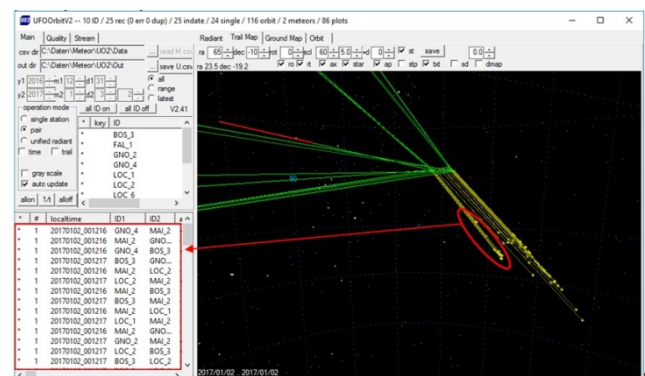 UFOOrbitV2 -- 10 ID / 25 rec (0 err 0 dup) / 25 indate / 24 single / 116 orbit / 2 meteors / 86 plots
Main Quality Stream
Radiant Trail Map Ground Map Orbit
csv dir C:\Daten\Meteor\UO2\Data ... read M.csv
ra 65 dec -10 rot 0 scl 60 5.0 d 0 st save 0.0
out dir C:\Daten\Meteor\UO2\Out ... save U.csv
ra 23.5 dec -19.2 ro rt ax star ap stp bd sd dmap
y1 2016 m1 12 d1 31 all
y2 2017 m2 1 d2 3 2 range
latest
operation mode all ID on all ID off V2.41
single station
pair
unified radiant
time trail
gray scale
auto update
allon 1/t alloff
* key ID
* BOS_3
* FAL_1
* GNO_2
* GNO_4
* LOC_1
* LOC_2
* LOC_6
* # localtime ID1 ID2 a
* 1 20170102_001216 GNO_4 MAI_2
* 1 20170102_001216 MAI_2 GNO...
* 1 20170102_001216 GNO_4 BOS_3
* 1 20170102_001217 BOS_3 GNO...
* 1 20170102_001216 MAI_2 LOC_2
* 1 20170102_001217 LOC_2 MAI_2
* 1 20170102_001216 MAI_2 BOS_3
* 1 20170102_001217 BOS_3 MAI_2
* 1 20170102_001216 MAI_2 LOC_1
* 1 20170102_001217 LOC_1 MAI_2
* 1 20170102_001216 MAI_2 GNO...
* 1 20170102_001217 GNO_2 MAI_2
* 1 20170102_001217 LOC_2 BOS_3
* 1 20170102_001217 BOS_3 LOC_2
2017/01/02 .. 2017/01/02